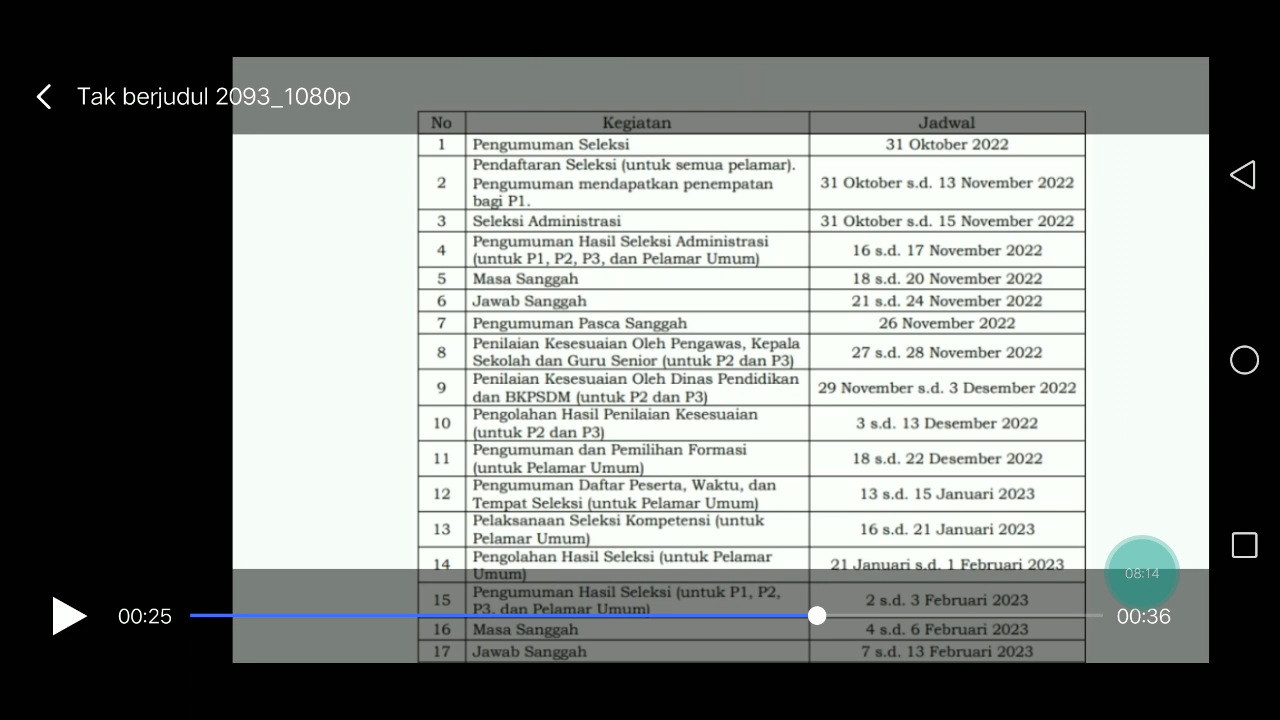 Tak berjudul 2093_1080p
No Kegiatan Jadwal
1 Pengumuman Seleksi 31 Oktober 2022
Pendaftaran Seleksi (untuk semua pelamar).
2 Pengumuman mendapatkan penempatan 31 Oktober s.d. 13 November 2022
bagi P1.
3 Seleksi Administrasi 31 Oktober s.d. 15 November 2022
4 Pengumuman Hasil Seleksi Administrasi 16 s.d. 17 November 2022
(untuk P1, P2, P3, dan Pelamar Umum)
5 Masa Sanggah 18 s.d. 20 November 2022
6 Jawab Sanggah 21 s.d. 24 November 2022
7 Pengumuman Pasca Sanggah 26 November 2022
8 Penilaian Kesesuaian Oleh Pengawas, Kepala 27 s.d. 28 November 2022
Sekolah dan Guru Senior (untuk P2 dan P3)
9 Penilaian Kesesuaian Oleh Dinas Pendidikan 29 November s.d. 3 Desember 2022
dan BKPSDM (untuk P2 dan P3)
10 Pengolahan Hasil Penilaian Kesesuaian 3 s.d. 13 Desember 2022
(untuk P2 dan P3)
11 Pengumuman dan Pemilihan Formasi 18 s.d. 22 Desember 2022
(untuk Pelamar Umum)
12 Pengumuman Daftar Peserta, Waktu, dan 13 s.d. 15 Januari 2023
Tempat Seleksi (untuk Pelamar Umum)
13 Pelaksanaan Seleksi Kompetensi (untuk 16 s.d. 21 Januari 2023
Pelamar Umum)
14 Pengolahan Hasil Seleksi (untuk Pelamar 21 Januari s.d. 1 Februari 2023
Umum)
08:14
15 Pengumuman Hasil Seleksi (untuk P1, P2, 2 s.d. 3 Februari 2023
P3, dan Pelamar Umum)
00:25 00:36
16 Masa Sanggah 4 s.d. 6 Februari 2023
17 Jawab Sanggah 7 s.d. 13 Februari 2023